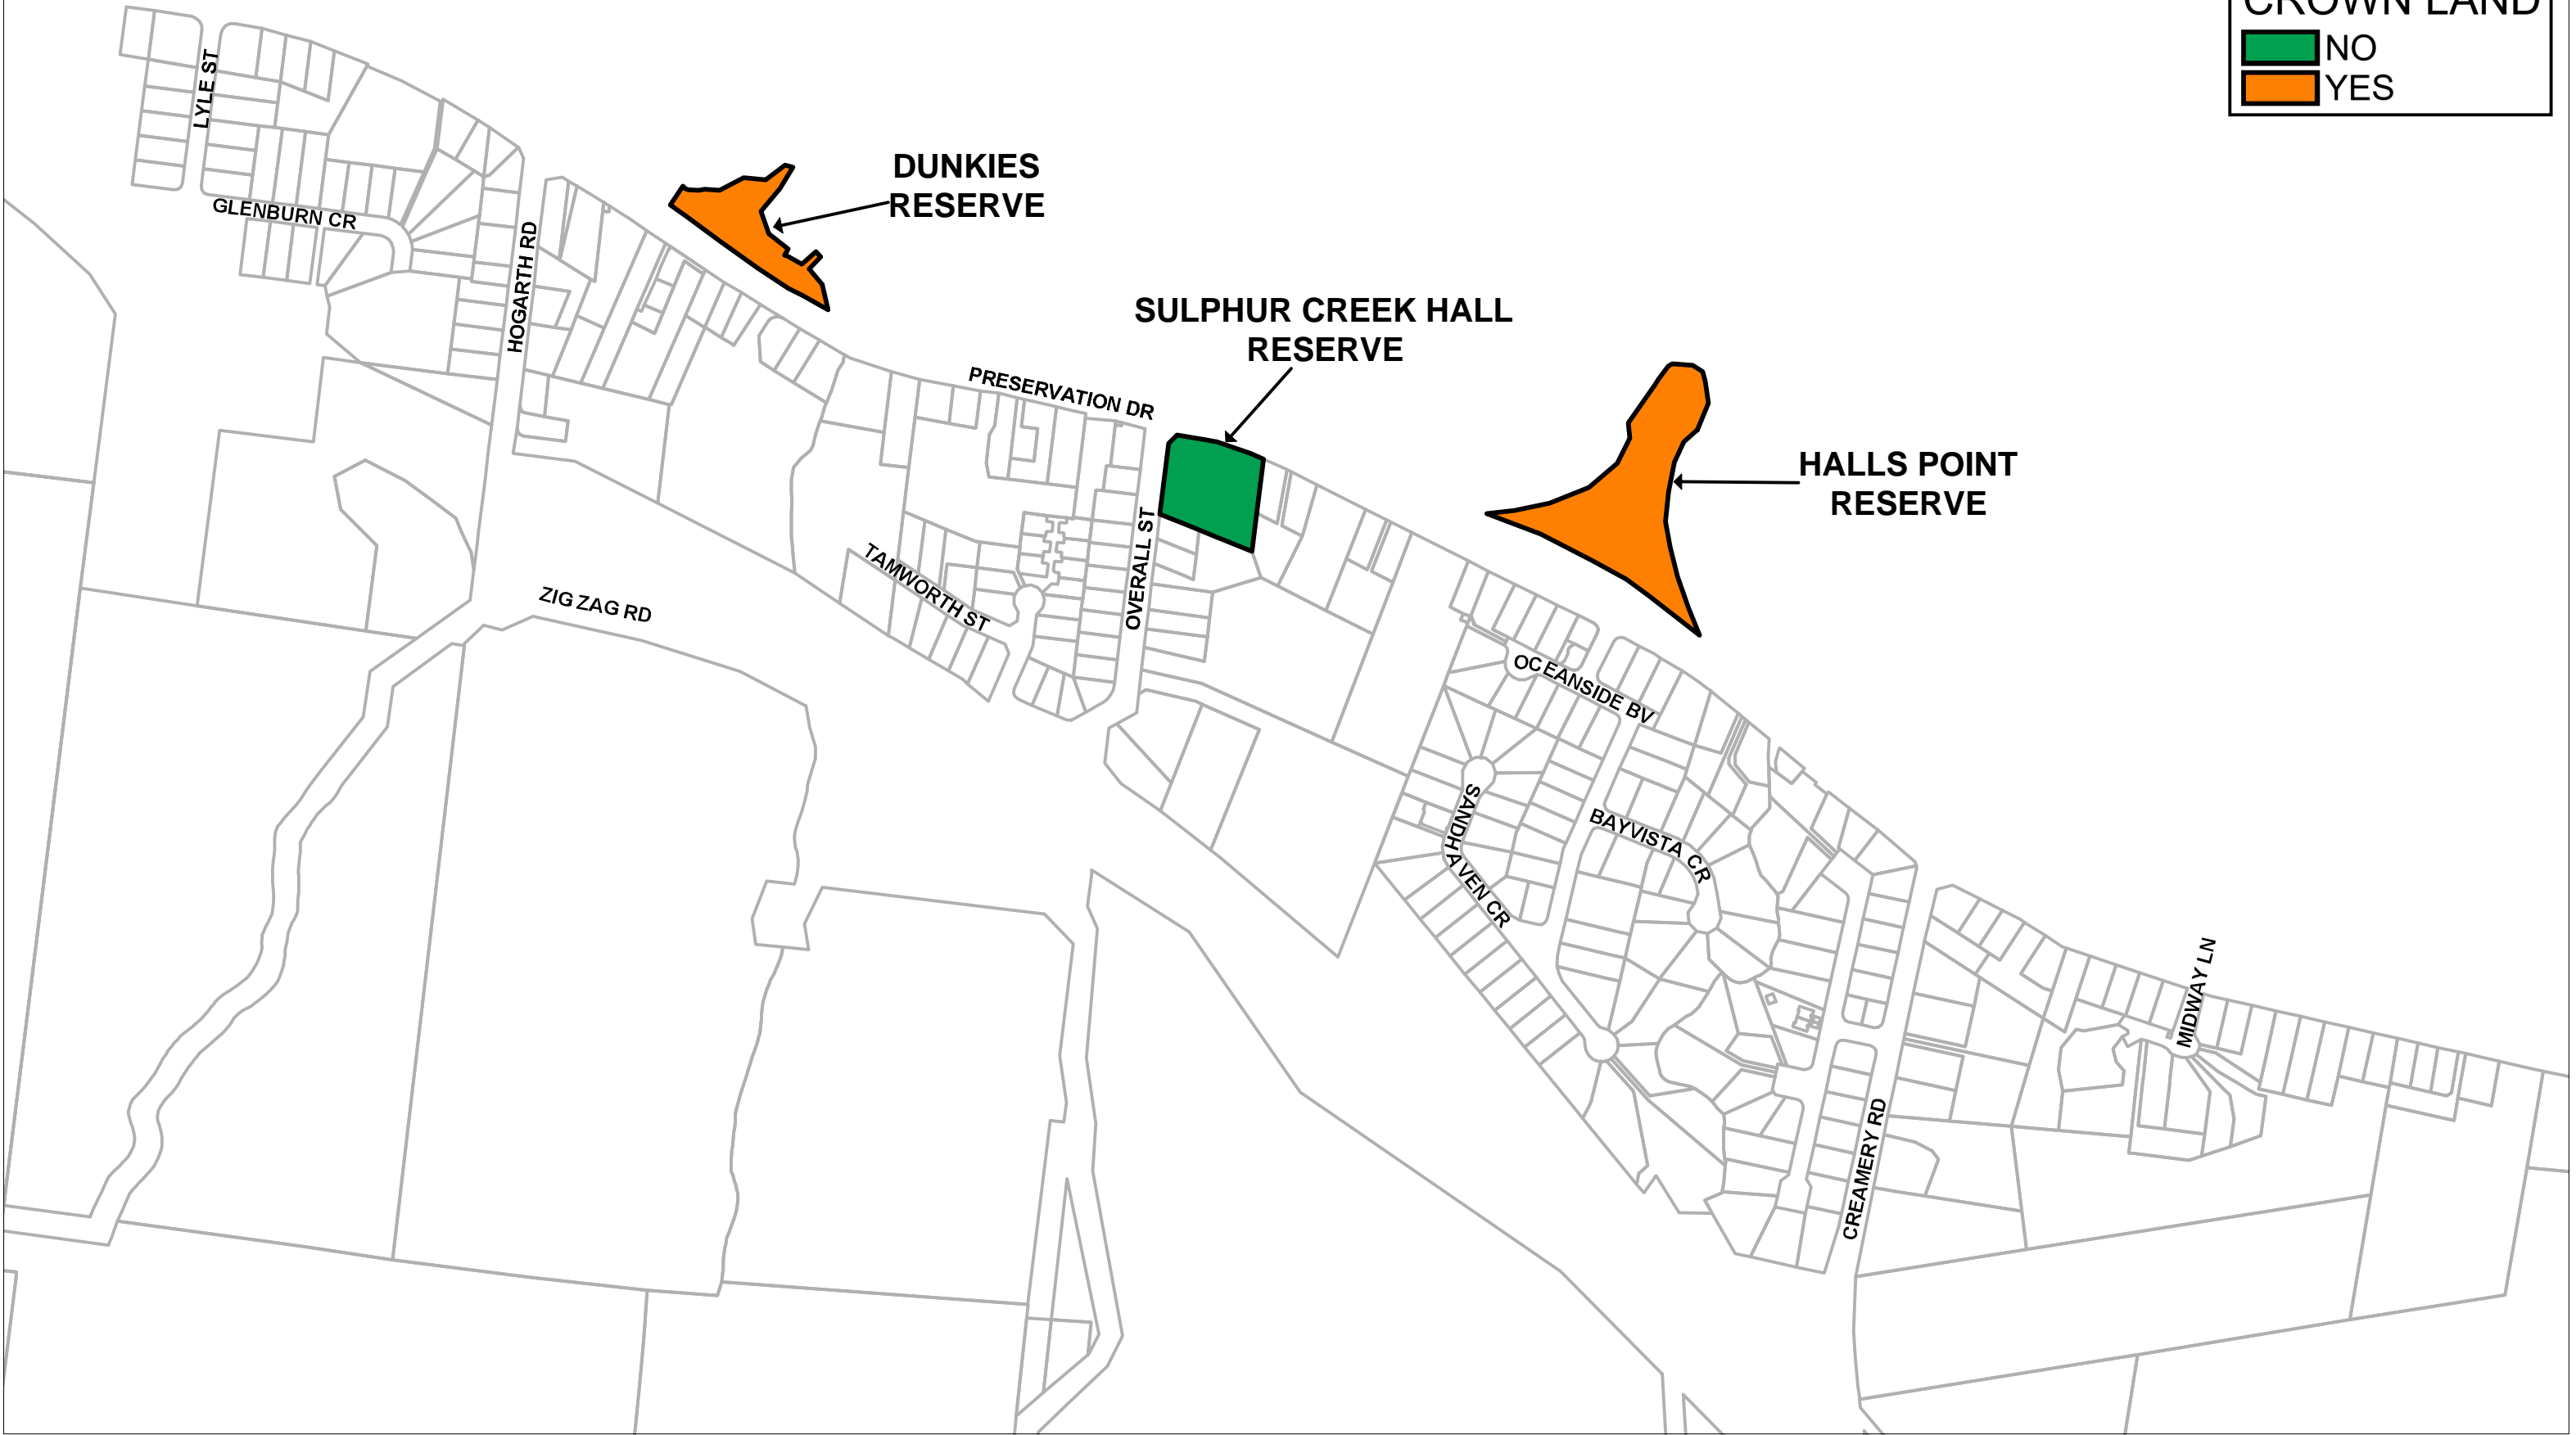 CROWN LAND
NO
YES
LYLE ST
DUNKIES
RESERVE
GLENBURN CR
HOGARTH RD
SULPHUR CREEK HALL
RESERVE
PRESERVATION DR
HALLS POINT
RESERVE
OVERALL ST
TAMWORTH ST
ZIG ZAG RD
OCEANSIDE BV
SANDHAVEN CR
BAYVISTA CR
MIDWAY LN
CREAMERY RD